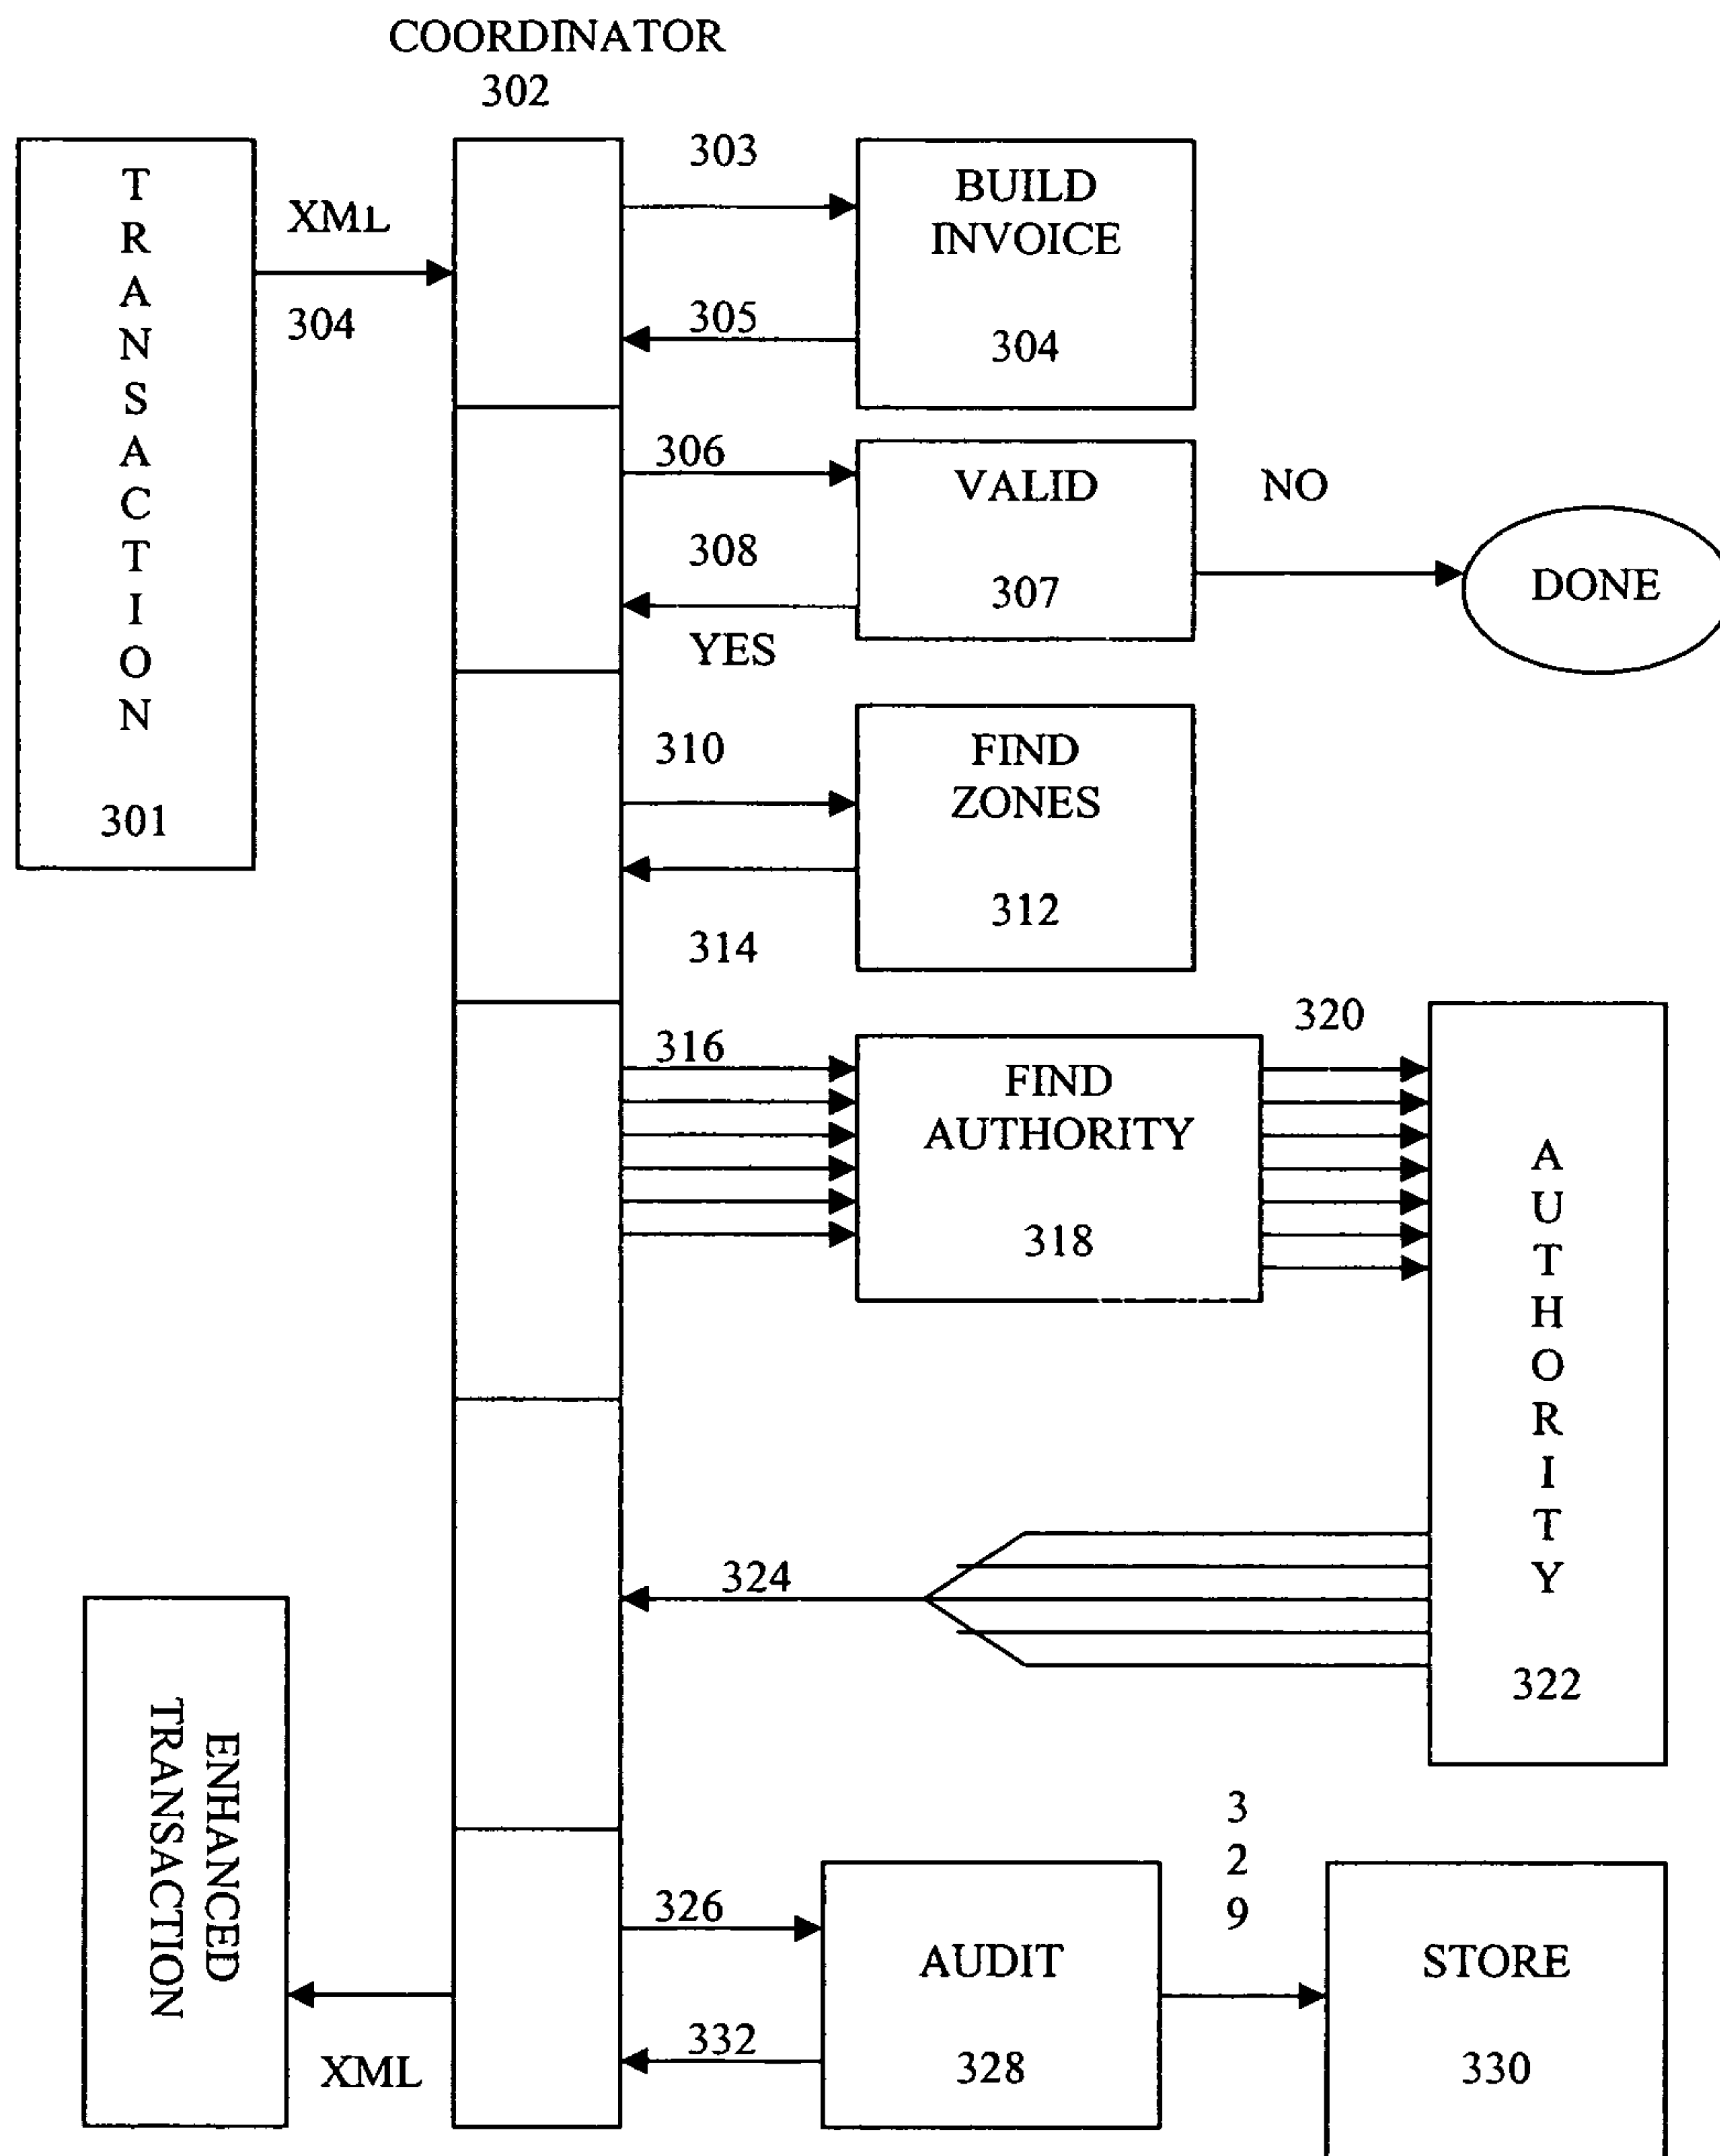 COORDINATOR
302
TRANSACTION
301
XML
304
303
BUILD
INVOICE
305
304
306
VALID
NO
308
307
DONE
YES
310
FIND
ZONES
312
314
316
FIND
AUTHORITY
318
320
AUTHORITY
322
324
ENHANCED
TRANSACTION
XML
326
AUDIT
332
328
329
STORE
330